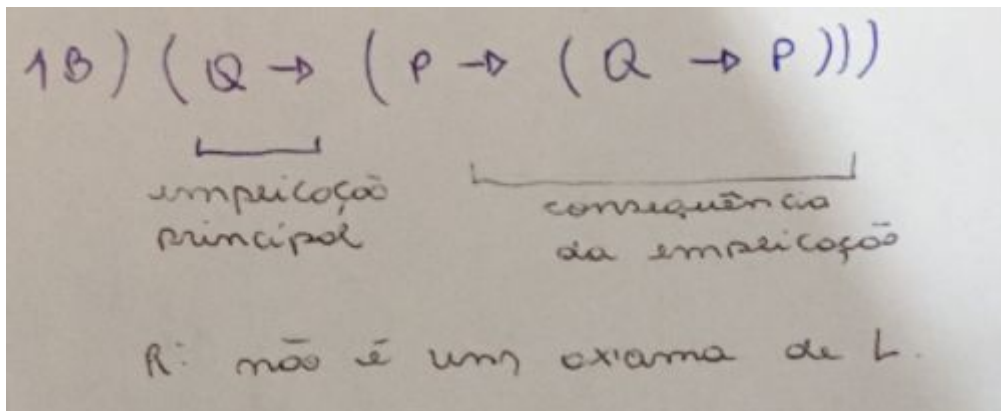 1B) (Q → (P → (Q → P)))
implicação
principal
consequência
da implicação
R: não é um axioma de L.